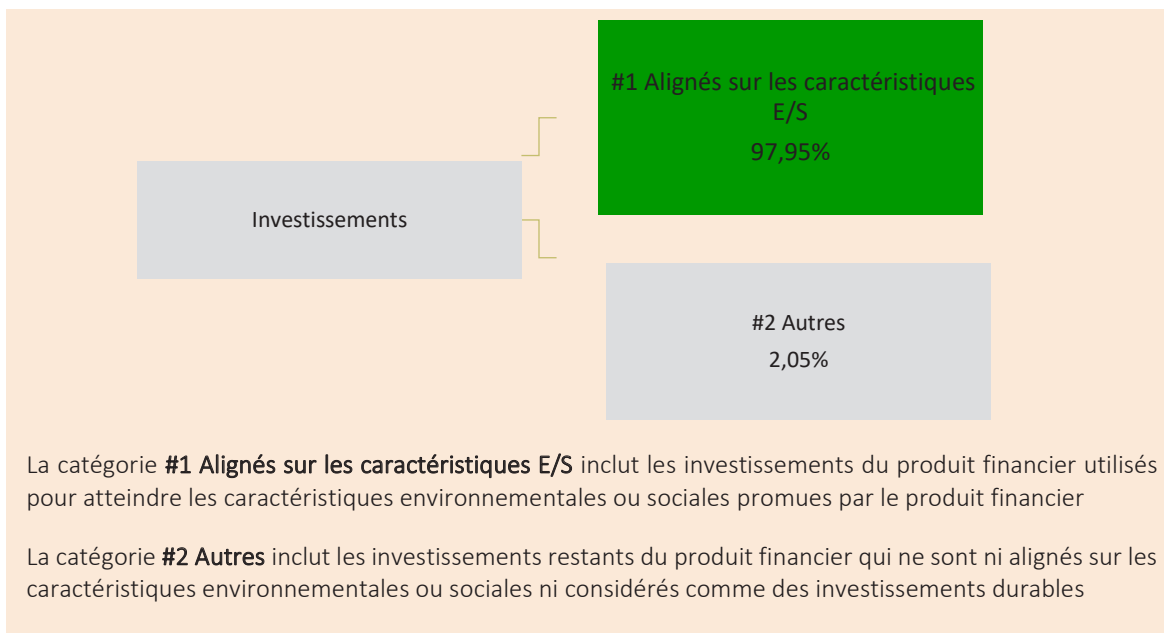 #1 Alignés sur les caractéristiques
E/S
97,95%
Investissements
#2 Autres
2,05%
La catégorie #1 Alignés sur les caractéristiques E/S inclut les investissements du produit financier utilisés
pour atteindre les caractéristiques environnementales ou sociales promues par le produit financier
La catégorie #2 Autres inclut les investissements restants du produit financier qui ne sont ni alignés sur les
caractéristiques environnementales ou sociales ni considérés comme des investissements durables